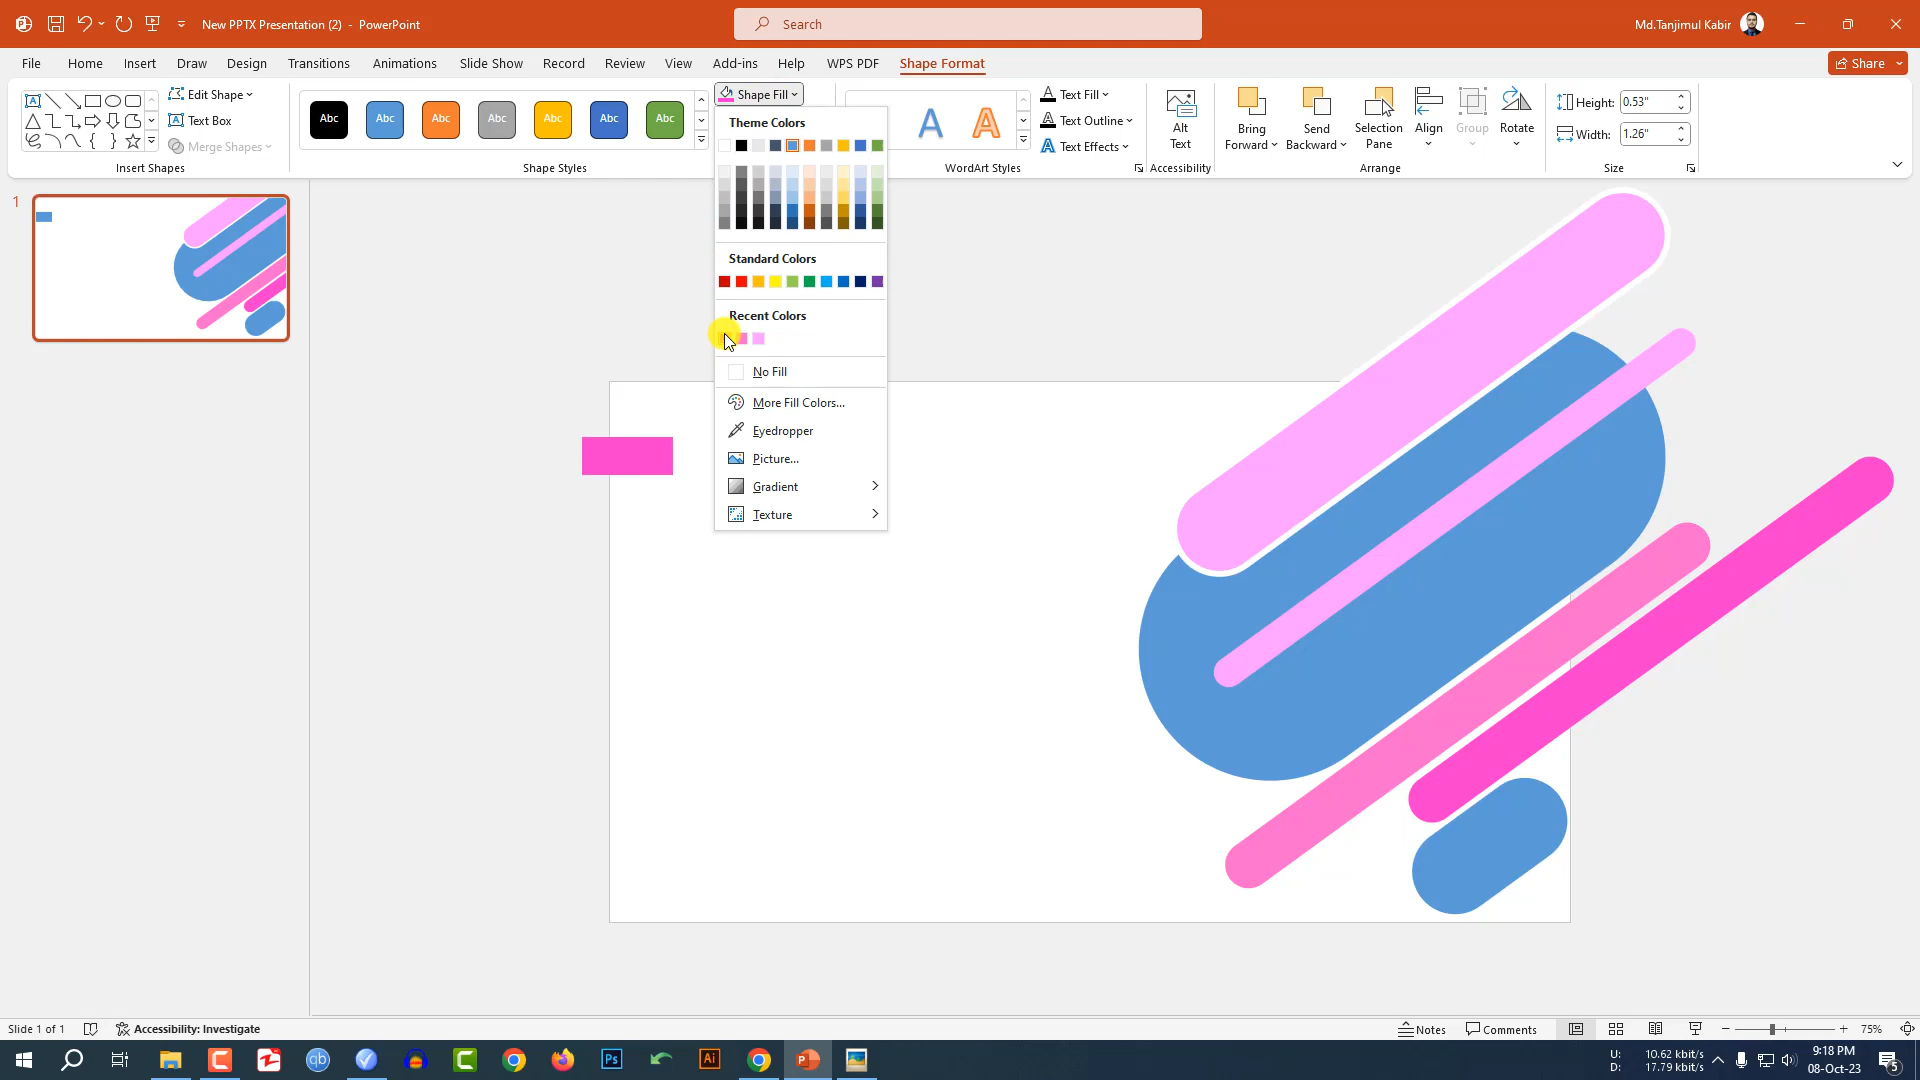 New PPTX Presentation (2) - PowerPoint
Search
Md.Tanjimul Kabir
File Home Insert Draw Design Transitions Animations Slide Show Record Review View Add-ins Help WPS PDF Shape Format
Share
Edit Shape
Text Box
Merge Shapes
Insert Shapes
Abc Abc Abc Abc Abc Abc Abc
Shape Styles
Shape Fill
Theme Colors
Standard Colors
Recent Colors
No Fill
More Fill Colors...
Eyedropper
Picture...
Gradient
Texture
A A
Text Fill
Text Outline
Text Effects
WordArt Styles
Alt
Text
Accessibility
Bring
Forward
Send
Backward
Selection
Pane
Align
Group
Rotate
Arrange
Height: 0.53"
Width: 1.26"
Size
1
Slide 1 of 1
Accessibility: Investigate
Notes
Comments
75%
qb
Ps
Ai
U: 10.62 kbit/s
D: 17.79 kbit/s
9:18 PM
08-Oct-23
5